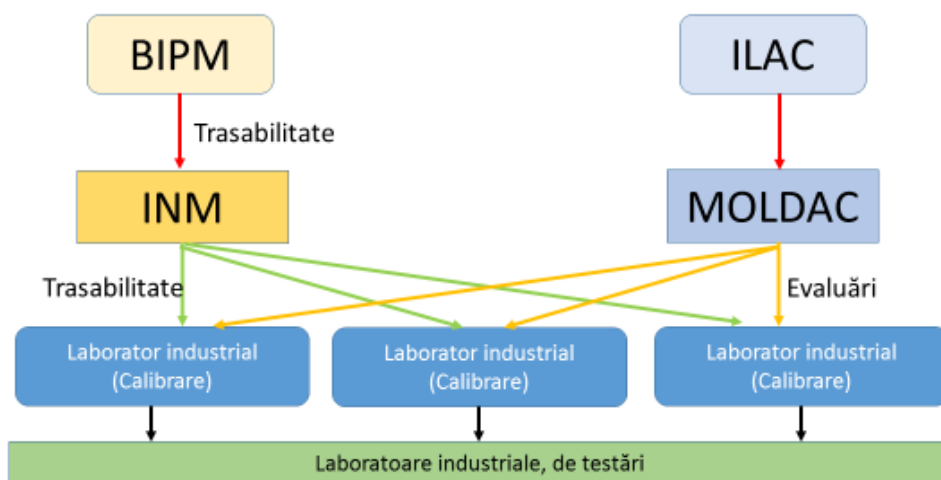 BIPM
ILAC
Trasabilitate
INM
MOLDAC
Trasabilitate
Evaluări
Laborator industrial
(Calibrare)
Laborator industrial
(Calibrare)
Laborator industrial
(Calibrare)
Laboratoare industriale, de testări